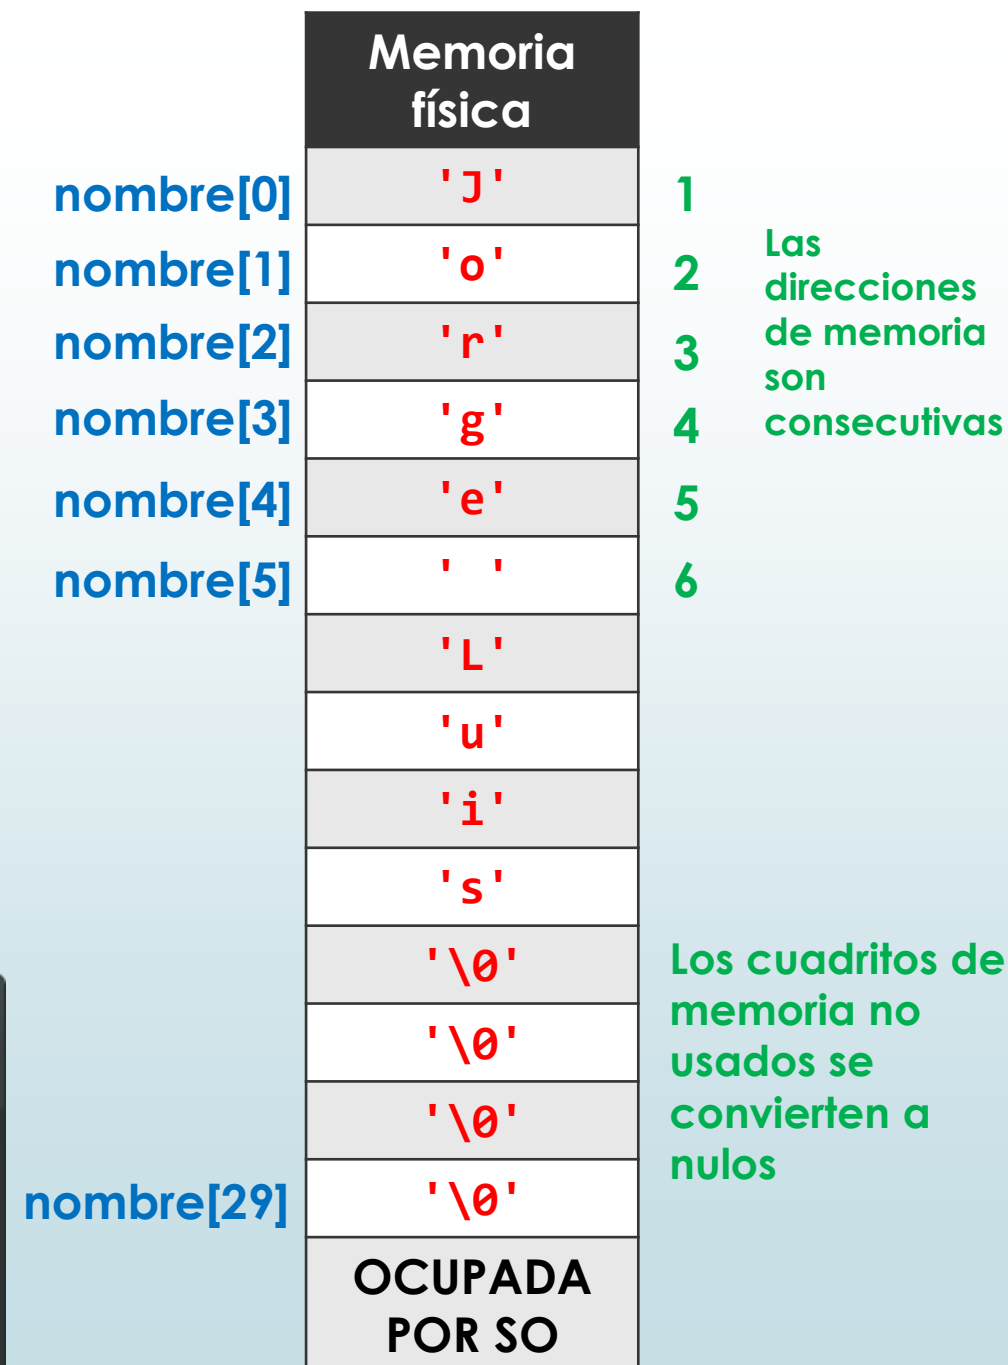 Memoria
física
nombre[0] 'J' 1
nombre[1] 'o' 2
nombre[2] 'r' 3
nombre[3] 'g' 4
nombre[4] 'e' 5
nombre[5] ' ' 6
Las
direcciones
de memoria
son
consecutivas
'L'
'u'
'i'
's'
'\0'
'\0'
'\0'
nombre[29] '\0'
Los cuadritos de
memoria no
usados se
convierten a
nulos
OCUPADA
POR SO